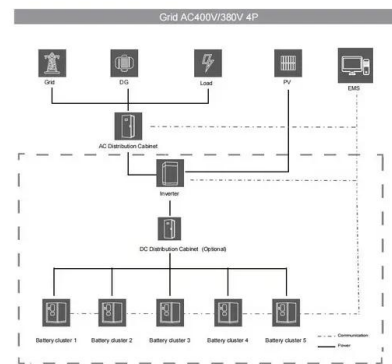 Grid AC400V/380V 4P
Grid
DG
Load
PV
EMS
AC Distribution Cabinet
Inverter
DC Distribution Cabinet (Optional)
Battery cluster 1
Battery cluster 2
Battery cluster 3
Battery cluster 4
Battery cluster 5
Communication
Power